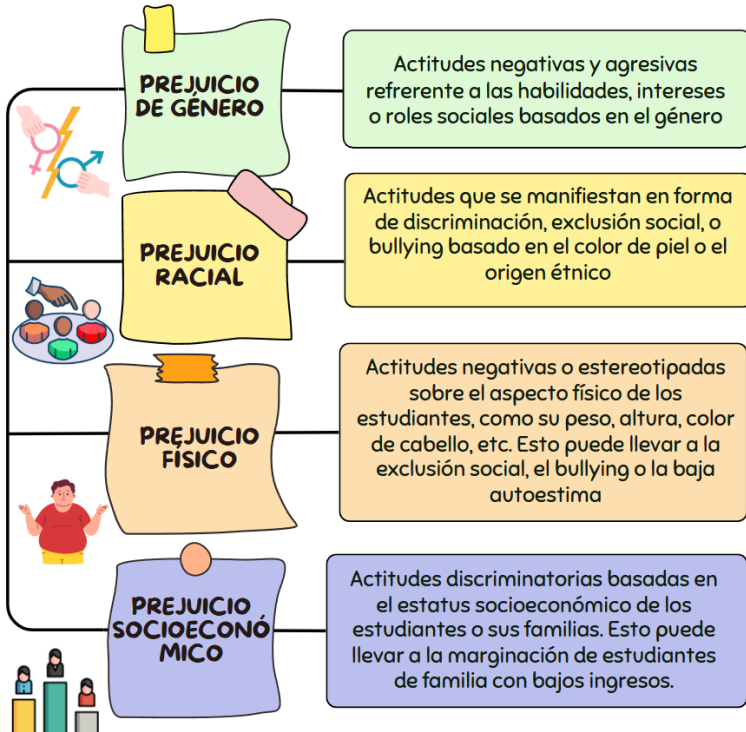 PREJUICIO
DE GÉNERO
Actitudes negativas y agresivas
refrerente a las habilidades, intereses
o roles sociales basados en el género
PREJUICIO
RACIAL
Actitudes que se manifiestan en forma
de discriminación, exclusión social, o
bullying basado en el color de piel o el
origen étnico
PREJUICIO
FÍSICO
Actitudes negativas o estereotipadas
sobre el aspecto físico de los
estudiantes, como su peso, altura, color
de cabello, etc. Esto puede llevar a la
exclusión social, el bullying o la baja
autoestima
PREJUICIO
SOCIOECONÓ
MICO
Actitudes discriminatorias basadas en
el estatus socioeconómico de los
estudiantes o sus familias. Esto puede
llevar a la marginación de estudiantes
de familia con bajos ingresos.